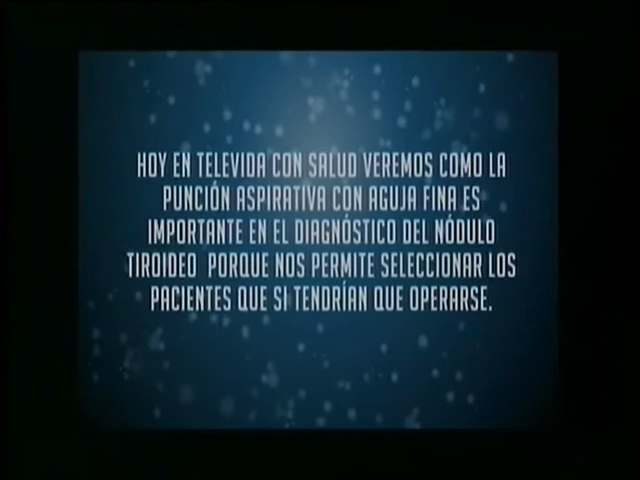 HOY EN TELEVIDA CON SALUD VEREMOS COMO LA
PUNCIÓN ASPIRATIVA CON AGUJA FINA ES
IMPORTANTE EN EL DIAGNÓSTICO DEL NÓDULO
TIROIDEO PORQUE NOS PERMITE SELECCIONAR LOS
PACIENTES QUE SI TENDRÍAN QUE OPERARSE.